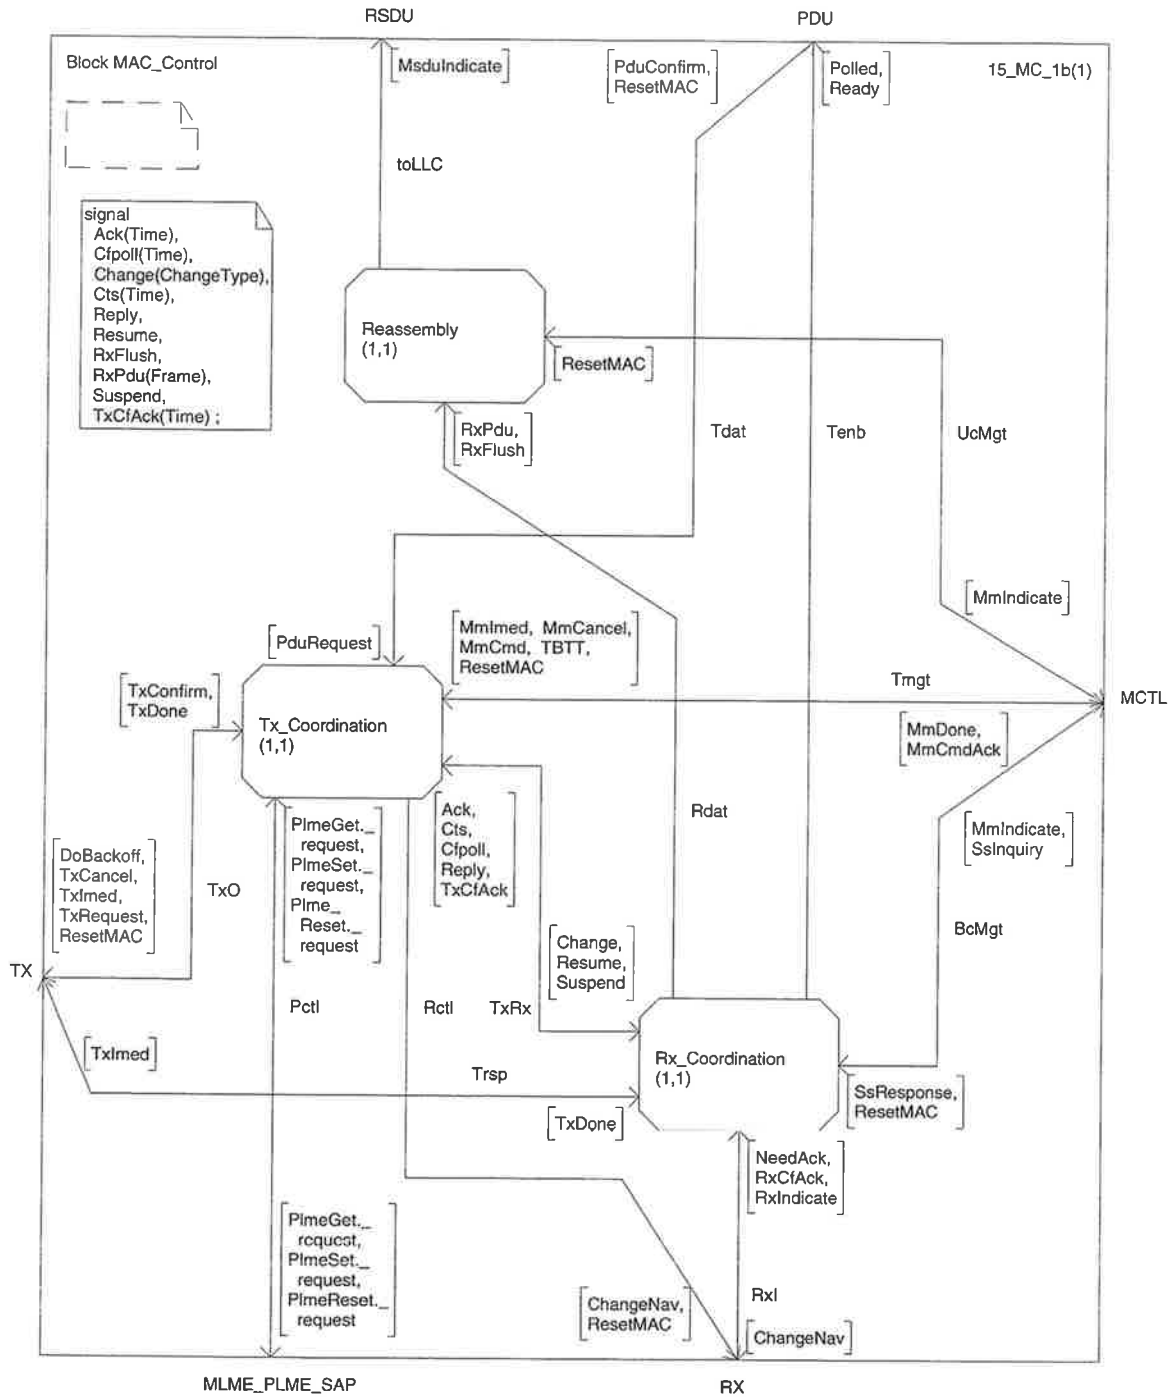 RSDU
PDU
Block MAC_Control
MsduIndicate
PduConfirm,
ResetMAC
Polled,
Ready
15_MC_1b(1)
toLLC
signal
Ack(Time),
Cfpoll(Time),
Change(ChangeType),
Cts(Time),
Reply,
Resume,
RxFlush,
RxPdu(Frame),
Suspend,
TxCfAck(Time) ;
Reassembly
(1,1)
ResetMAC
RxPdu,
RxFlush
Tdat
Tenb
UcMgt
MmIndicate
PduRequest
MmImed, MmCancel,
MmCmd, TBTT,
ResetMAC
Tmgt
MCTL
TxConfirm,
TxDone
Tx_Coordination
(1,1)
MmDone,
MmCmdAck
PlmeGet._
request,
PlmeSet._
request,
Plme_
Reset._
request
Ack,
Cts,
Cfpoll,
Reply,
TxCfAck
Rdat
MmIndicate,
SsInquiry
DoBackoff,
TxCancel,
TxImed,
TxRequest,
ResetMAC
TxO
BcMgt
Change,
Resume,
Suspend
TX
Pctl
Rctl
TxRx
TxImed
Trsp
Rx_Coordination
(1,1)
TxDone
SsResponse,
ResetMAC
NeedAck,
RxCfAck,
RxIndicate
PlmeGet._
request,
PlmeSet._
request,
PlmeReset._
request
ChangeNav,
ResetMAC
RxI
ChangeNav
MLME_PLME_SAP
RX